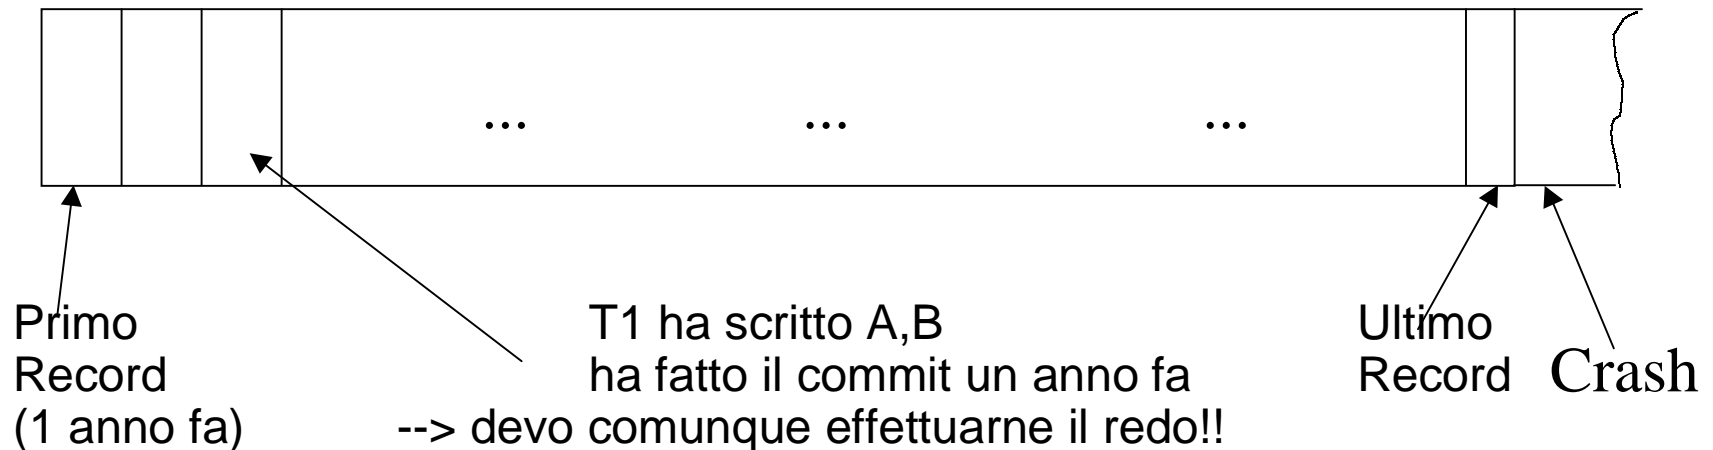 ... ... ...
Primo
Record
(1 anno fa)
T1 ha scritto A,B
ha fatto il commit un anno fa
--> devo comunque effettuarne il redo!!
Ultimo
Record
Crash